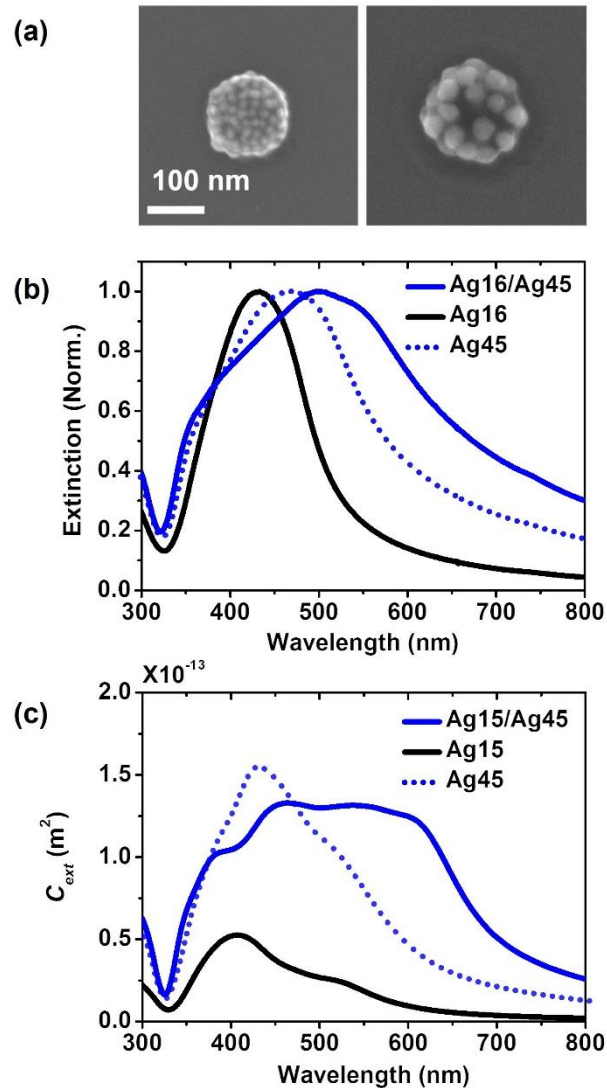 (a)
100 nm
(b)
Extinction (Norm.)
1.0
0.8
0.6
0.4
0.2
0.0
Ag16/Ag45
Ag16
Ag45
300 400 500 600 700 800
Wavelength (nm)
(c)
X10⁻¹³
Cext (m²)
2.0
1.5
1.0
0.5
0.0
Ag15/Ag45
Ag15
Ag45
300 400 500 600 700 800
Wavelength (nm)